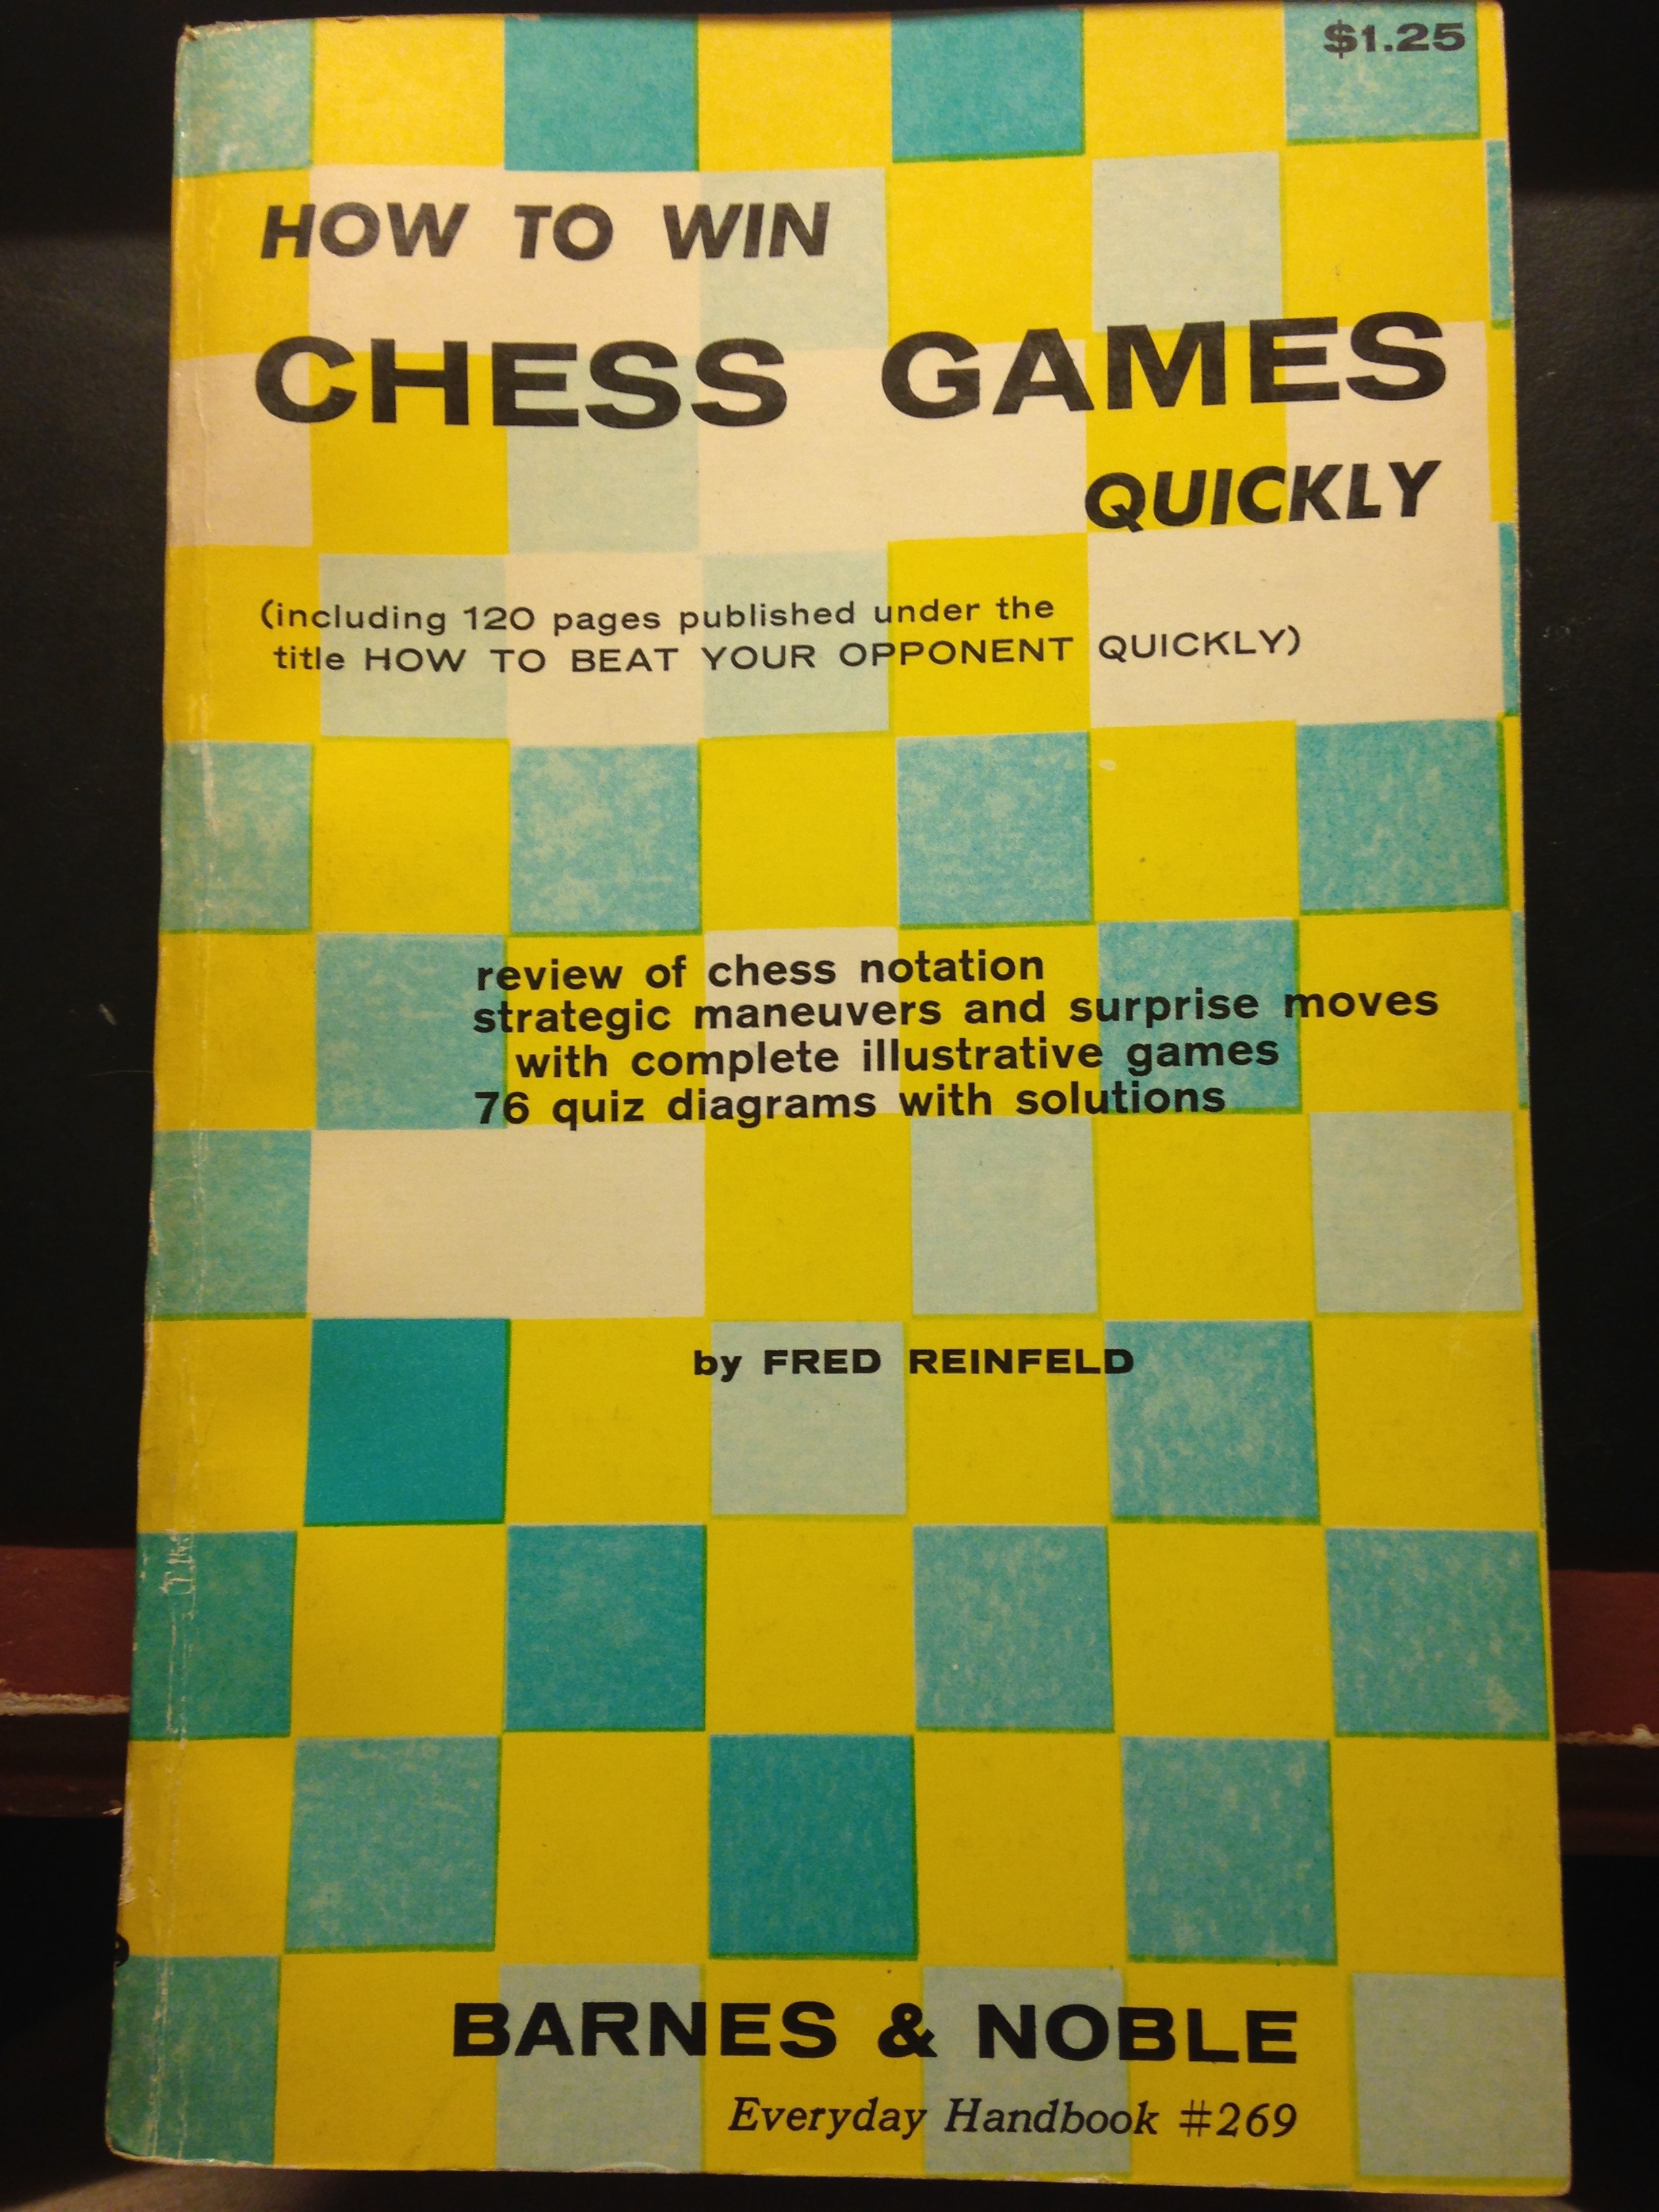 $1.25
HOW TO WIN
CHESS GAMES
QUICKLY
(including 120 pages published under the
title HOW TO BEAT YOUR OPPONENT QUICKLY)
review of chess notation
strategic maneuvers and surprise moves
with complete illustrative games
76 quiz diagrams with solutions
by FRED REINFELD
BARNES & NOBLE
Everyday Handbook #269